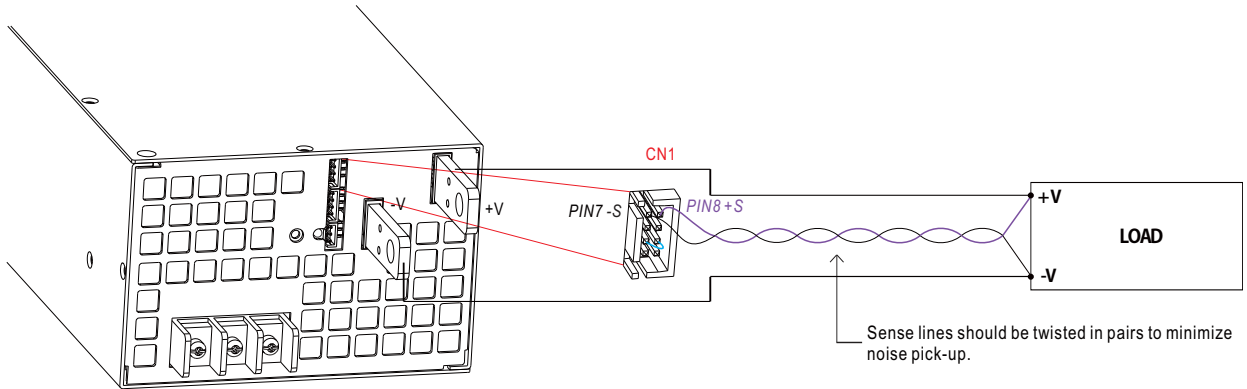 CN1
-V
+V
PIN7 -S
PIN8 +S
+V
LOAD
-V
Sense lines should be twisted in pairs to minimize
noise pick-up.